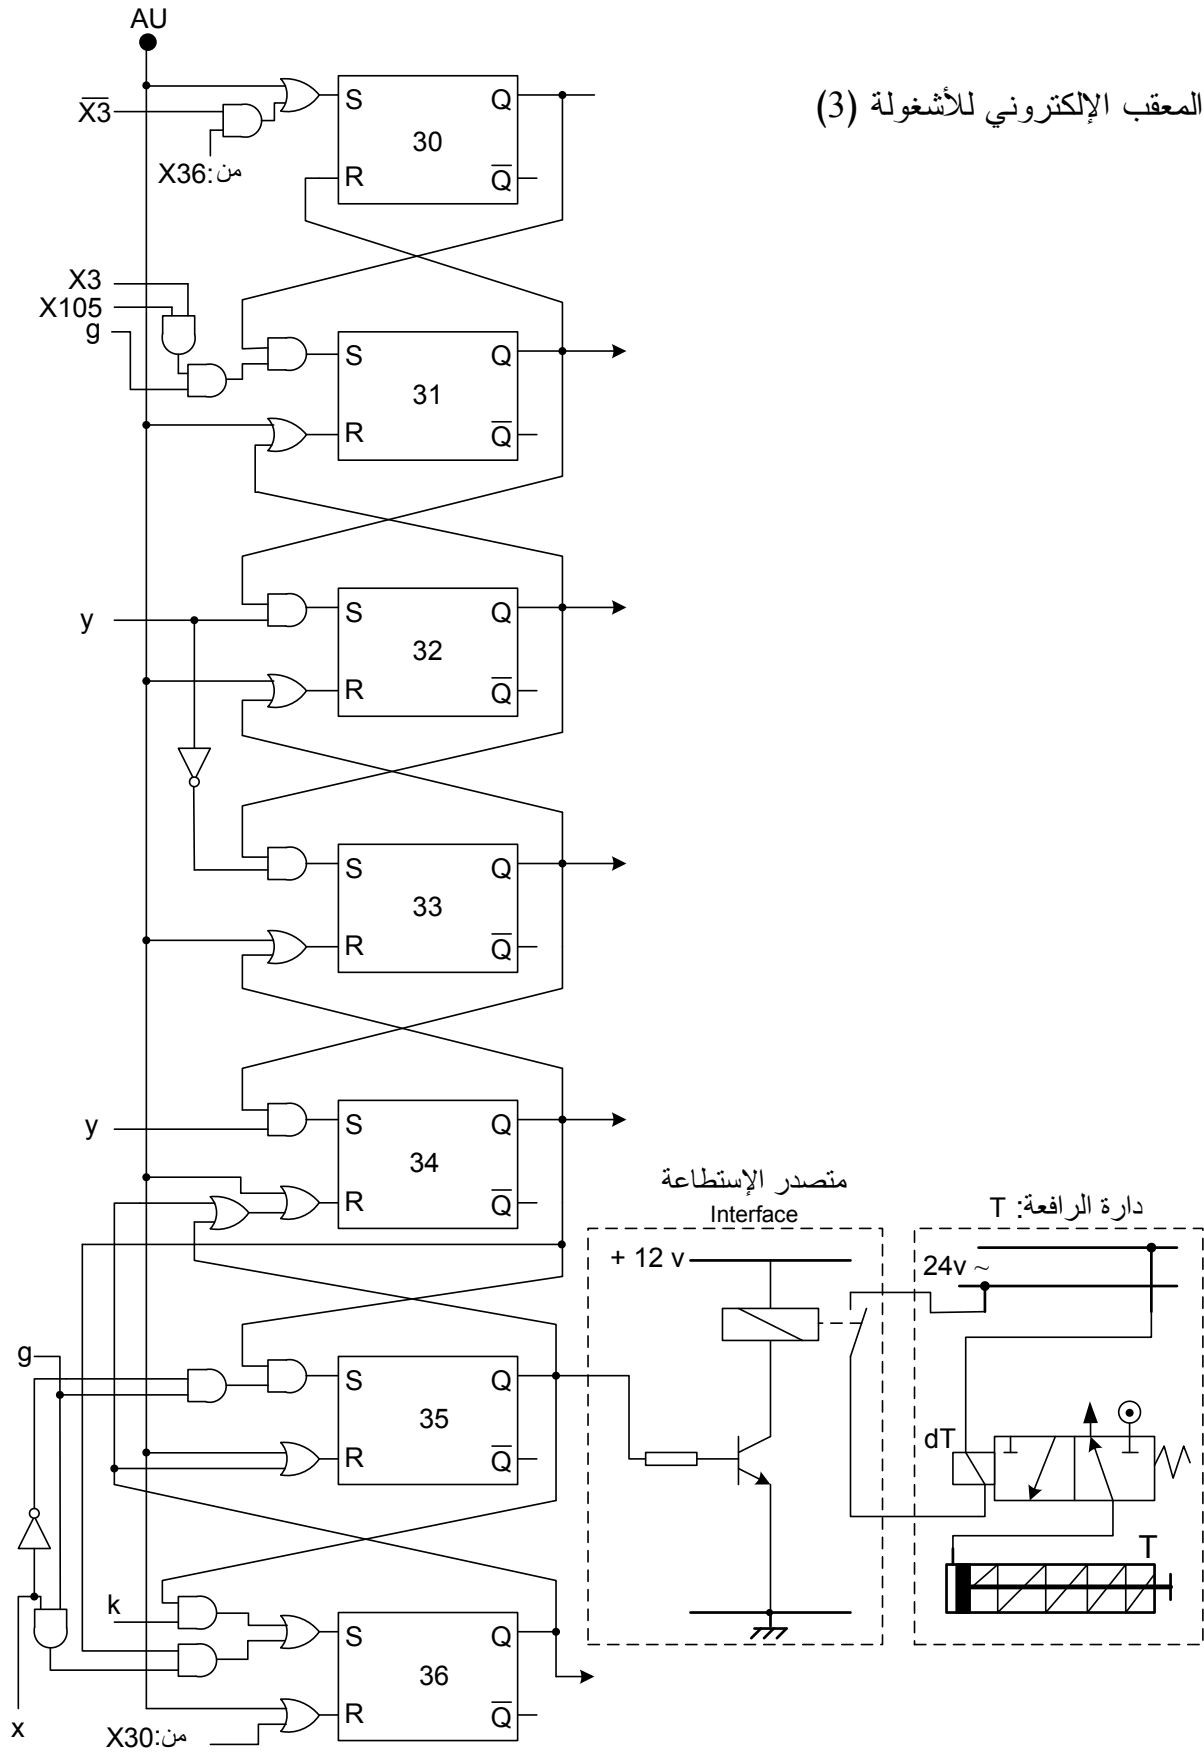 AU
المعقب الإلكتروني للأشغولة (3)
X̅3̅
S Q
30
R Q̅
من:X36
X3
X105
g
S Q
31
R Q̅
y
S Q
32
R Q̅
S Q
33
R Q̅
y
S Q
34
R Q̅
متصدر الإستطاعة
Interface
+ 12 v
دارة الرافعة: T
24v ~
dT
T
g
S Q
35
R Q̅
k
S Q
36
R Q̅
x
من:X30